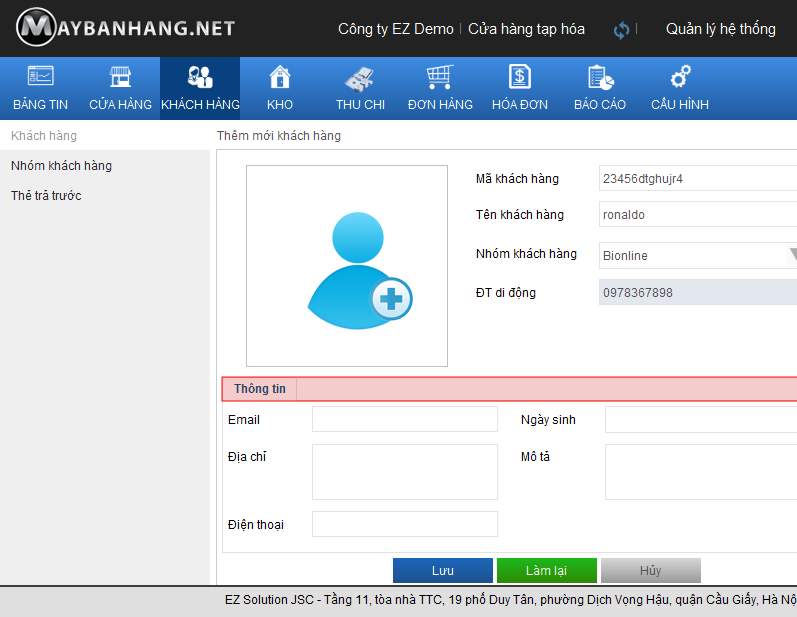 MAYBANHANG.NET
Công ty EZ Demo | Cửa hàng tạp hóa | Quản lý hệ thống
BẢNG TIN CỬA HÀNG KHÁCH HÀNG KHO THU CHI ĐƠN HÀNG HÓA ĐƠN BÁO CÁO CẤU HÌNH
Khách hàng
Nhóm khách hàng
Thẻ trả trước
Thêm mới khách hàng
Mã khách hàng 23456dtghujr4
Tên khách hàng ronaldo
Nhóm khách hàng Bionline
ĐT di động 0978367898
Thông tin
Email Ngày sinh
Địa chỉ Mô tả
Điện thoại
Lưu Làm lại Hủy
EZ Solution JSC - Tầng 11, tòa nhà TTC, 19 phố Duy Tân, phường Dịch Vọng Hậu, quận Cầu Giấy, Hà Nộ